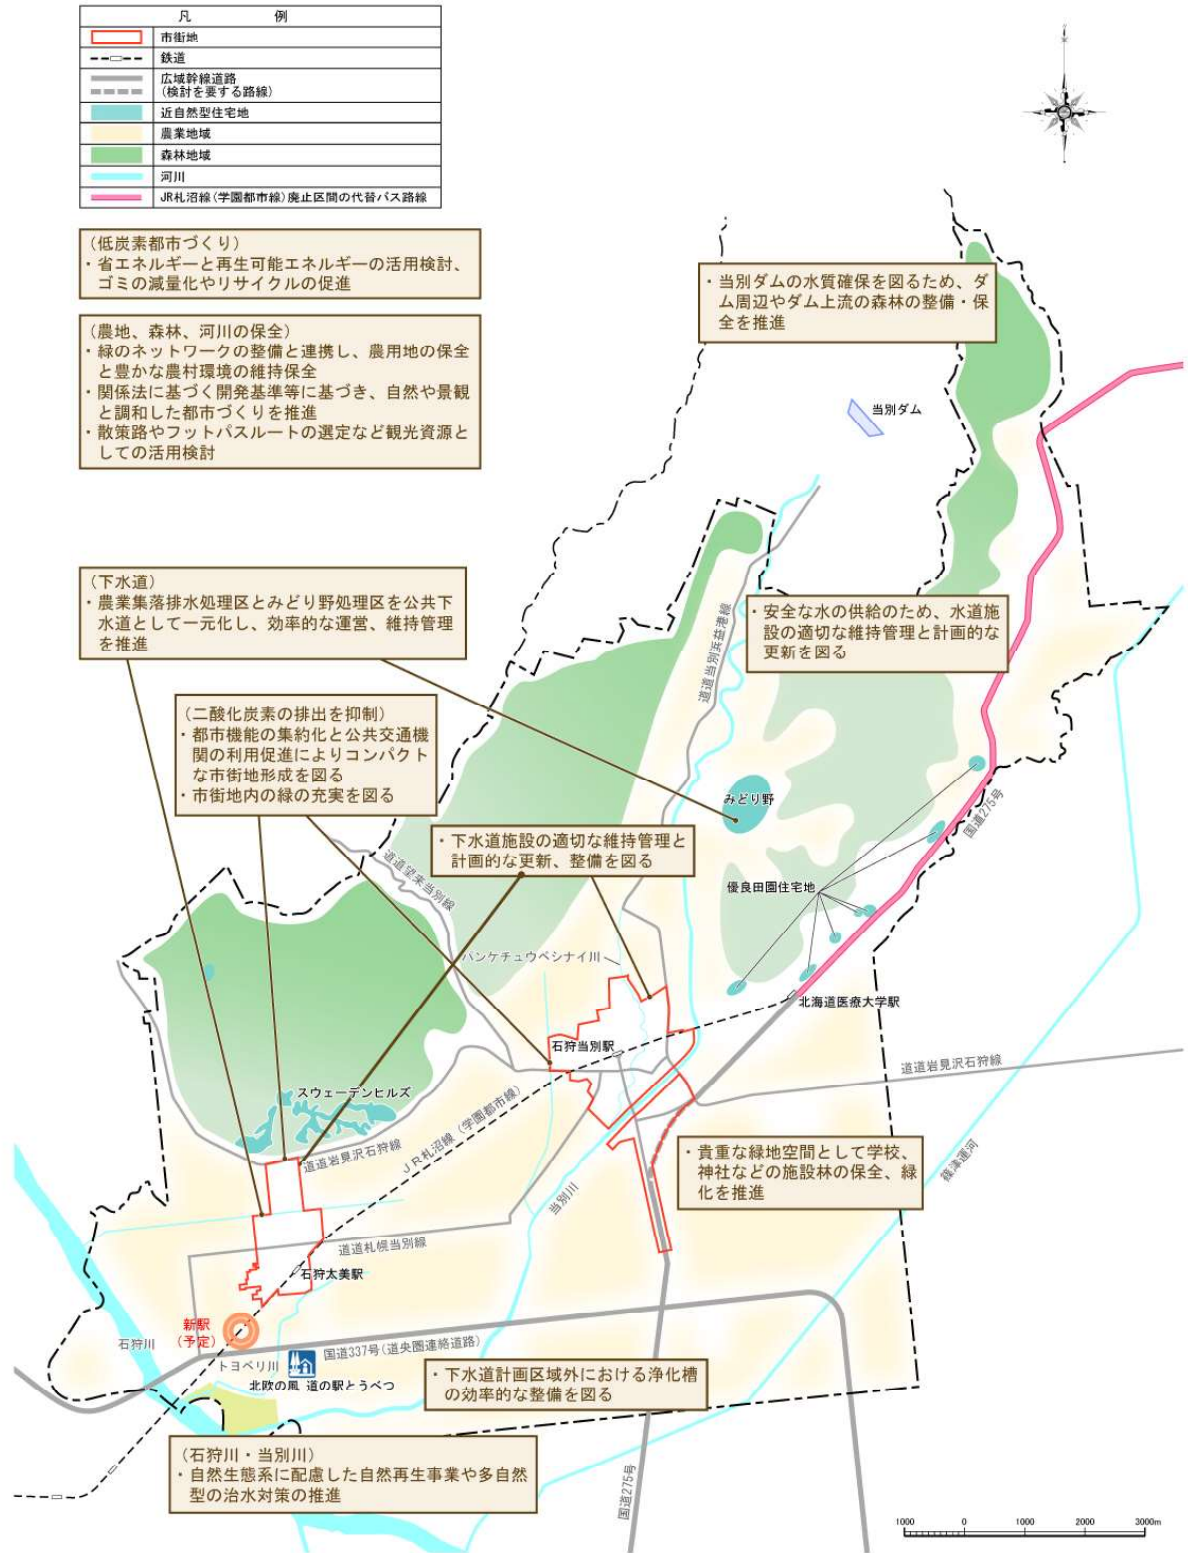 凡　例
市街地
鉄道
広域幹線道路
(検討を要する路線)
近自然型住宅地
農業地域
森林地域
河川
JR札沼線(学園都市線)廃止区間の代替バス路線
(低炭素都市づくり)
・省エネルギーと再生可能エネルギーの活用検討、
ゴミの減量化やリサイクルの促進
(農地、森林、河川の保全)
・緑のネットワークの整備と連携し、農用地の保全
と豊かな農村環境の維持保全
・関係法に基づく開発基準等に基づき、自然や景観
と調和した都市づくりを推進
・散策路やフットパスルートの選定など観光資源と
しての活用検討
・当別ダムの水質確保を図るため、ダ
ム周辺やダム上流の森林の整備・保
全を推進
当別ダム
(下水道)
・農業集落排水処理区とみどり野処理区を公共下
水道として一元化し、効率的な運営、維持管理
を推進
・安全な水の供給のため、水道施
設の適切な維持管理と計画的な
更新を図る
道道当別浜益港線
(二酸化炭素の排出を抑制)
・都市機能の集約化と公共交通機
関の利用促進によりコンパクト
な市街地形成を図る
・市街地内の緑の充実を図る
みどり野
国道275号
・下水道施設の適切な維持管理と
計画的な更新、整備を図る
道道望来当別線
優良田園住宅地
パンケチュウベシナイ川
北海道医療大学駅
石狩当別駅
道道岩見沢石狩線
スウェーデンヒルズ
JR札沼線(学園都市線)
道道岩見沢石狩線
・貴重な緑地空間として学校、
神社などの施設林の保全、緑
化を推進
篠津運河
当別川
道道札幌当別線
石狩太美駅
新駅
(予定)
石狩川
国道337号(道央圏連絡道路)
トヨベリ川
北欧の風 道の駅とうべつ
・下水道計画区域外における浄化槽
の効率的な整備を図る
(石狩川・当別川)
・自然生態系に配慮した自然再生事業や多自然
型の治水対策の推進
国道275号
1000 0 1000 2000 3000m